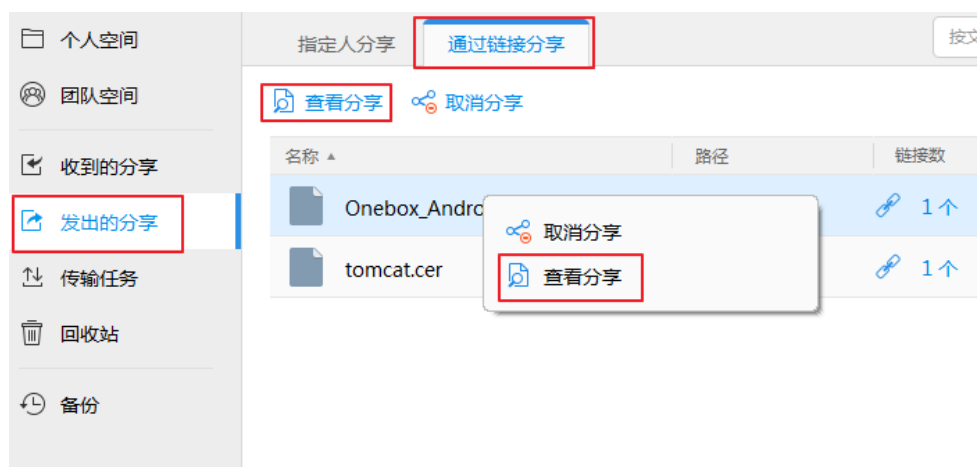 个人空间
团队空间
收到的分享
发出的分享
传输任务
回收站
备份
指定人分享 通过链接分享
查看分享 取消分享
名称 路径 链接数
Onebox_Andro 1个
tomcat.cer 1个
取消分享
查看分享